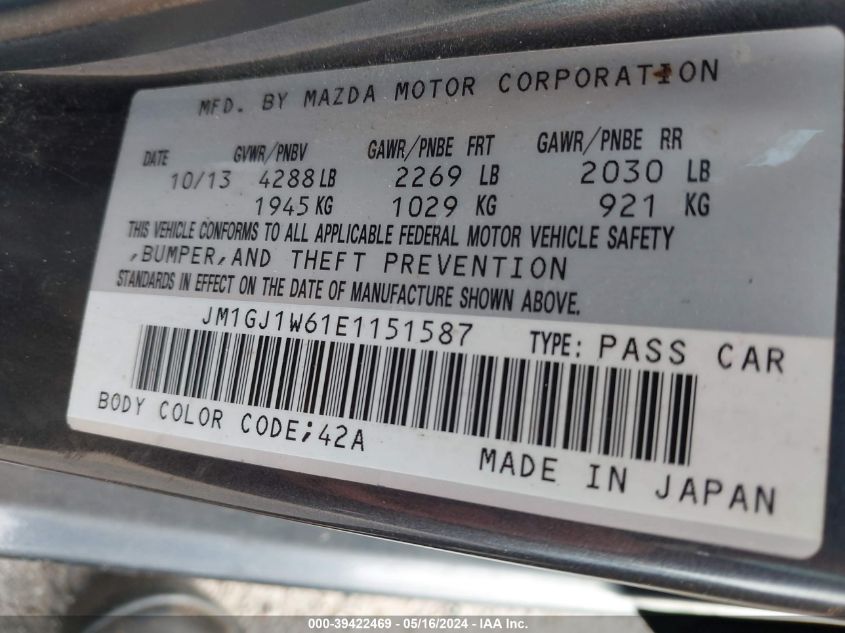 MFD. BY MAZDA MOTOR CORPORATION
DATE GVWR/PNBV GAWR/PNBE FRT GAWR/PNBE RR
10/13 4288 LB 2269 LB 2030 LB
1945 KG 1029 KG 921 KG
THIS VEHICLE CONFORMS TO ALL APPLICABLE FEDERAL MOTOR VEHICLE SAFETY
,BUMPER,AND THEFT PREVENTION
STANDARDS IN EFFECT ON THE DATE OF MANUFACTURE SHOWN ABOVE.
JM1GJ1W61E1151587 TYPE: PASS CAR
BODY COLOR CODE;42A
MADE IN JAPAN
000-39422469 - 05/16/2024 - IAA Inc.